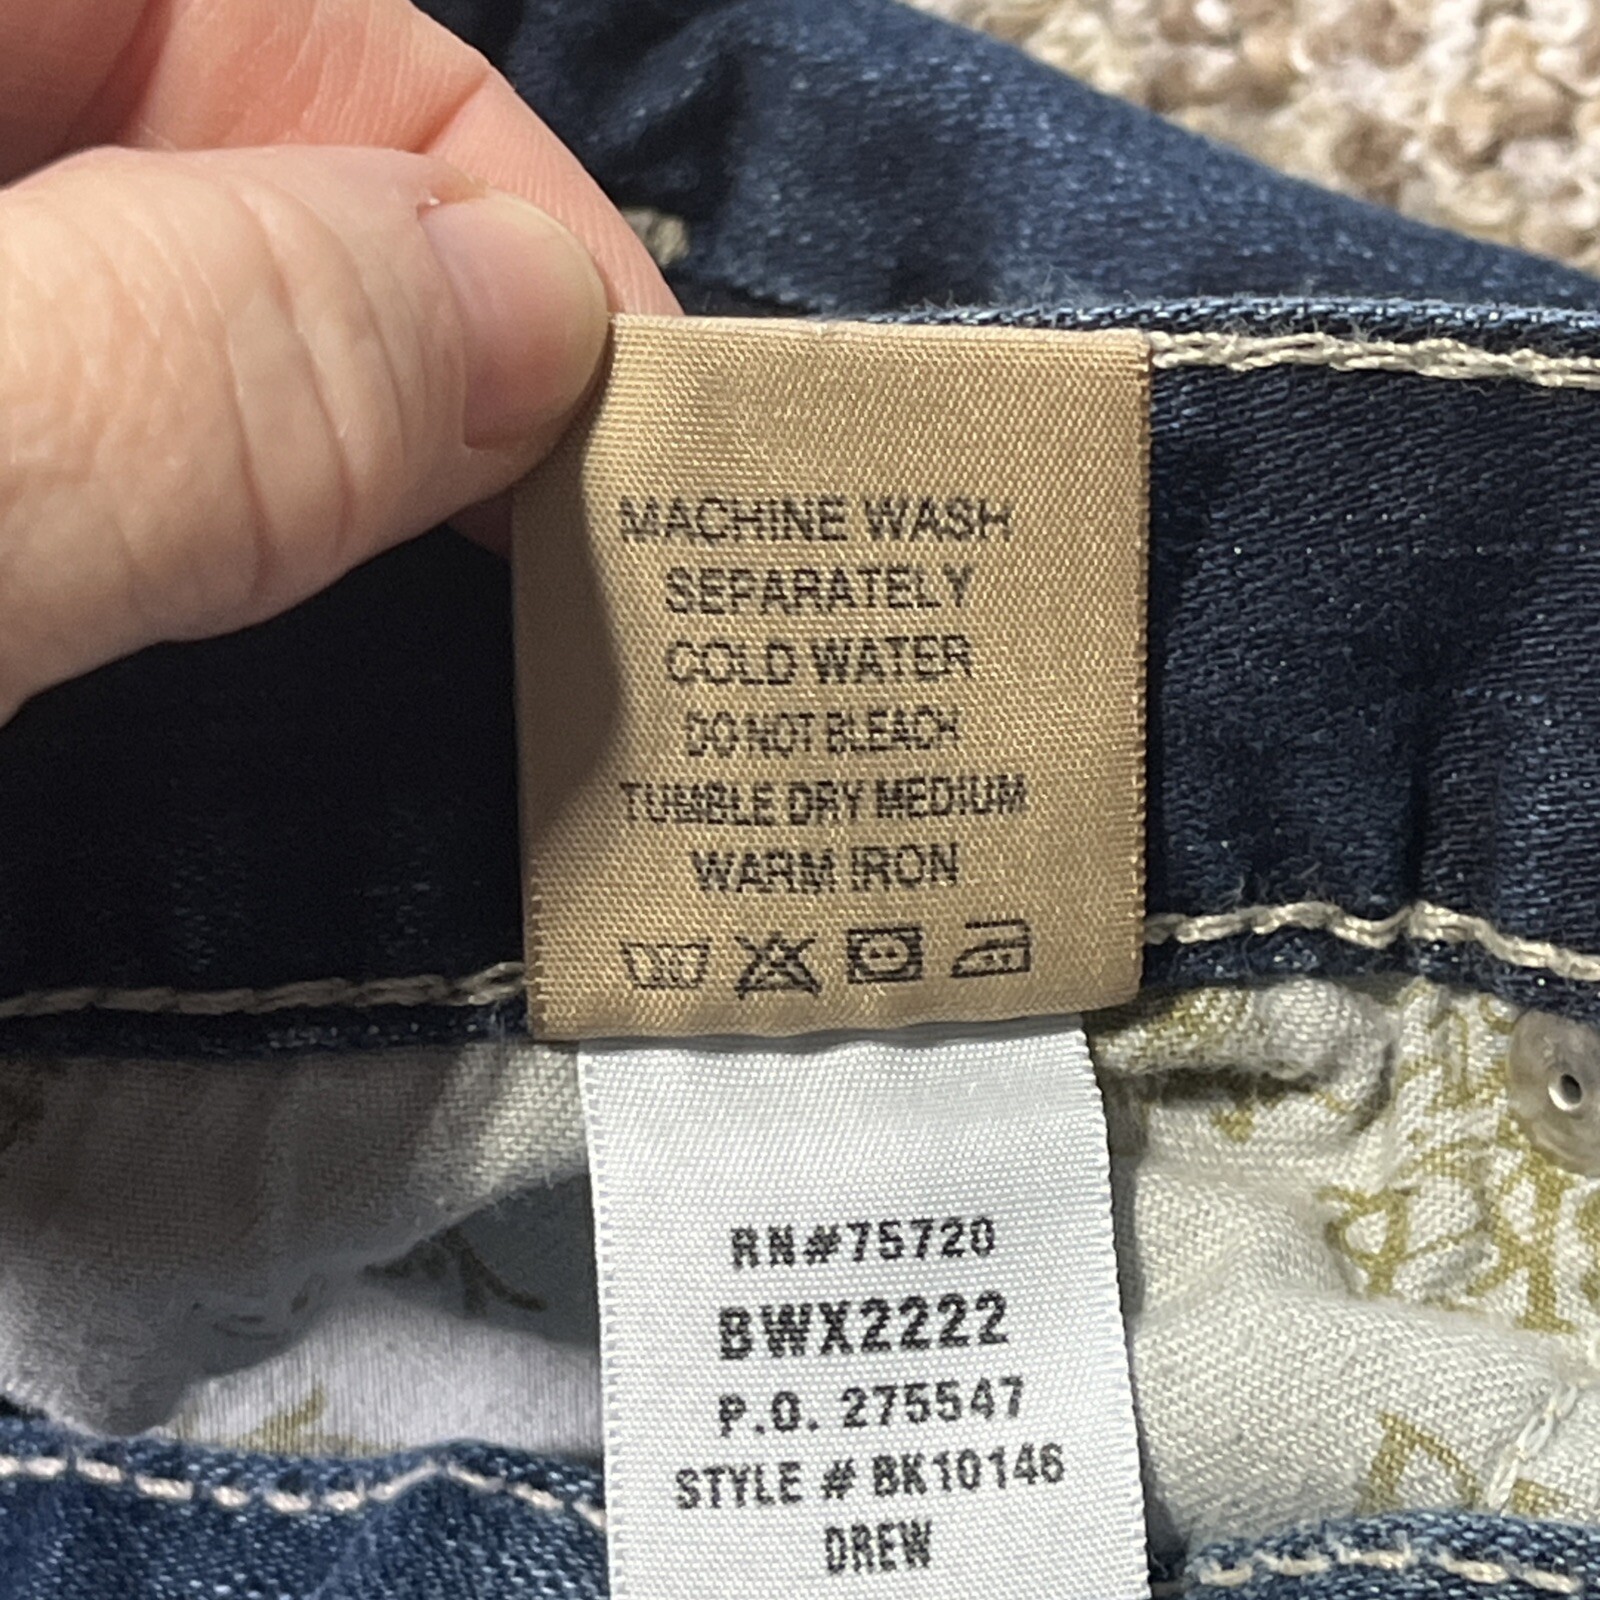 MACHINE WASH
SEPARATELY
COLD WATER
DO NOT BLEACH
TUMBLE DRY MEDIUM
WARM IRON
RN#75720
BWX2222
P.O. 275547
STYLE # BK10146
DREW